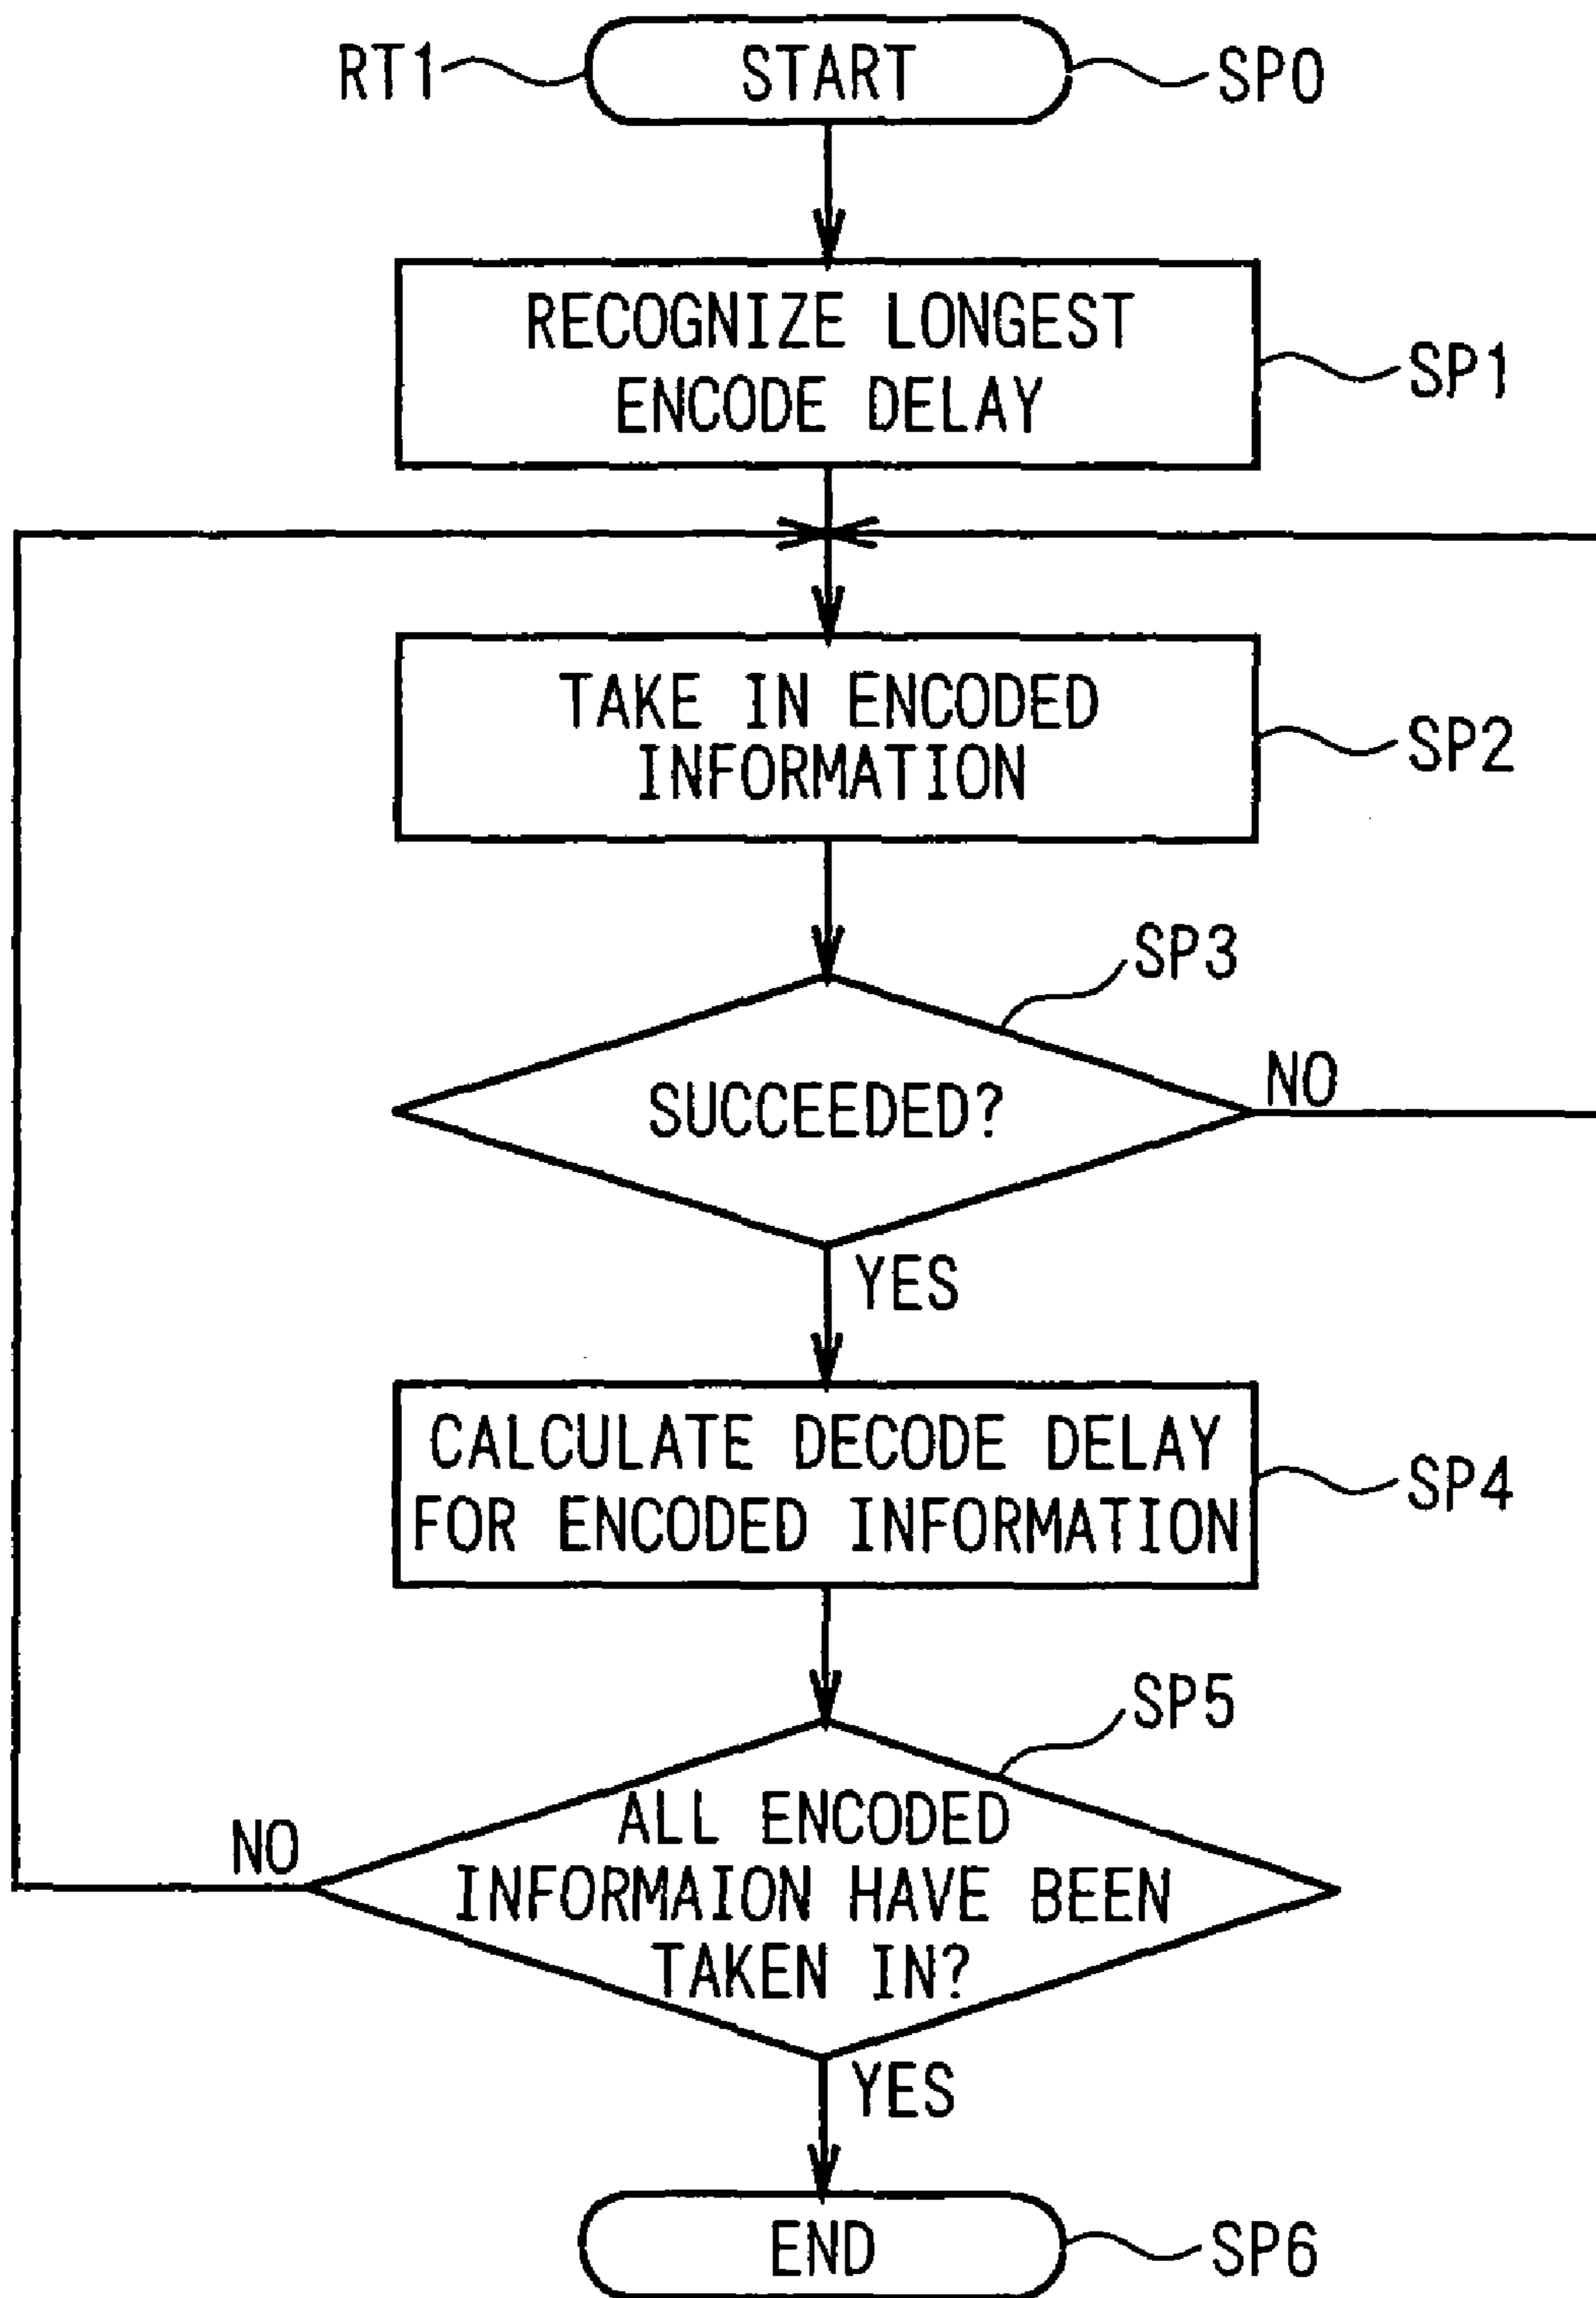 RT1 START SP0
RECOGNIZE LONGEST
ENCODE DELAY
SP1
TAKE IN ENCODED
INFORMATION
SP2
SP3
SUCCEEDED?
NO
YES
CALCULATE DECODE DELAY
FOR ENCODED INFORMATION
SP4
SP5
ALL ENCODED
INFORMAION HAVE BEEN
TAKEN IN?
NO
YES
END SP6